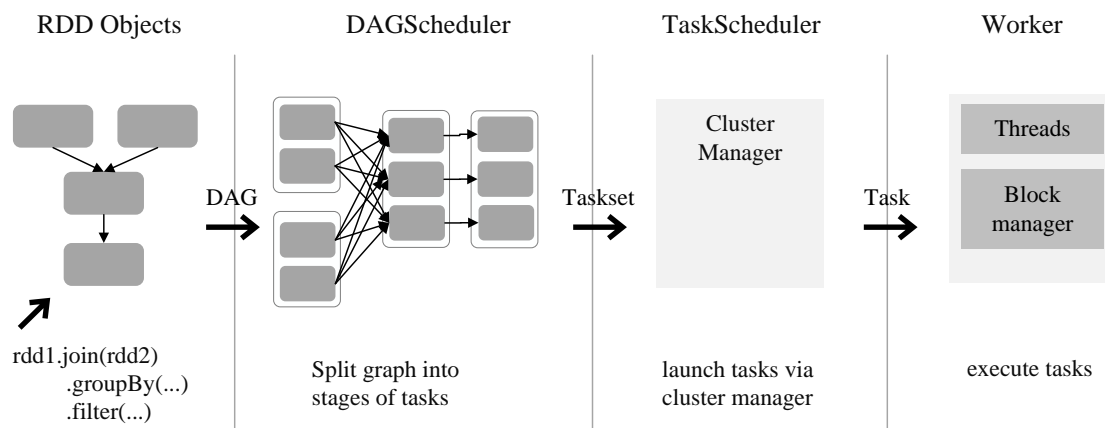 RDD Objects
DAGScheduler
TaskScheduler
Worker
Cluster
Manager
Threads
Block
manager
DAG
Taskset
Task
rdd1.join(rdd2)
.groupBy(...)
.filter(...)
Split graph into
stages of tasks
launch tasks via
cluster manager
execute tasks